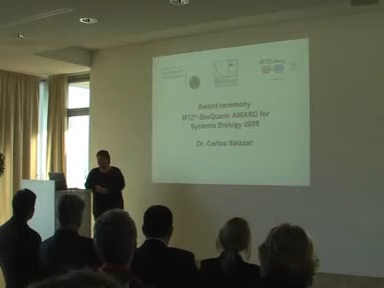 Award ceremony
MTZ®-BioQuant-AWARD for
Systems Biology 2008
Dr. Carlos Salazar